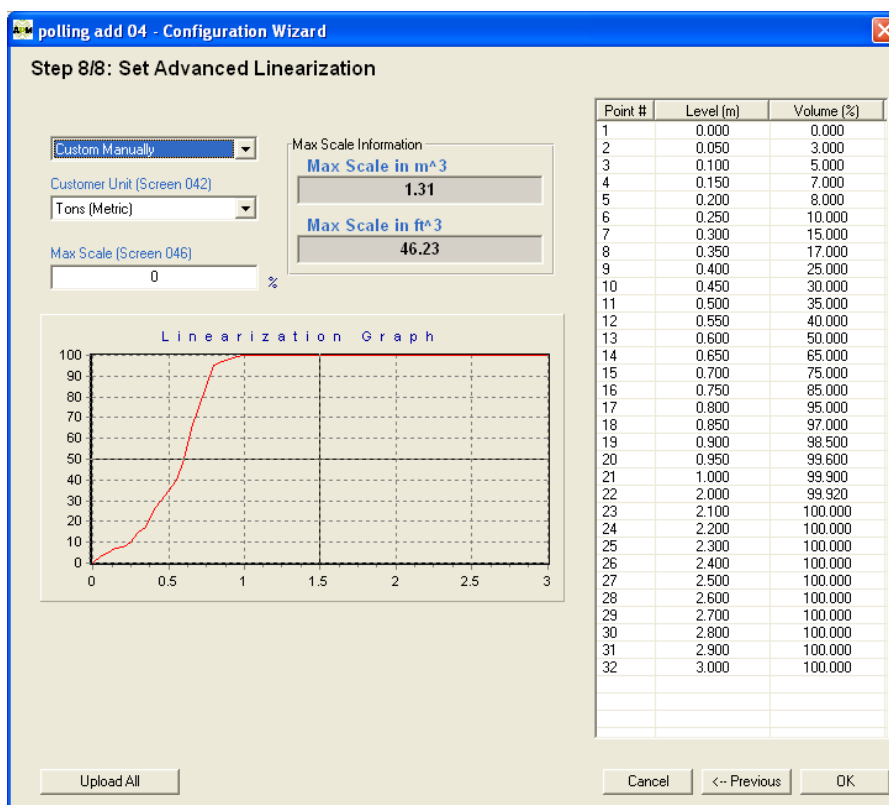 polling add 04 - Configuration Wizard
Step 8/8: Set Advanced Linearization
Custom Manually
Customer Unit (Screen 042)
Tons (Metric)
Max Scale (Screen 046)
0
%
Max Scale Information
Max Scale in m^3
1.31
Max Scale in ft^3
46.23
Linearization Graph
100
90
80
70
60
50
40
30
20
10
0
0 0.5 1 1.5 2 2.5 3
Point # Level (m) Volume (%)
1 0.000 0.000
2 0.050 3.000
3 0.100 5.000
4 0.150 7.000
5 0.200 8.000
6 0.250 10.000
7 0.300 15.000
8 0.350 17.000
9 0.400 25.000
10 0.450 30.000
11 0.500 35.000
12 0.550 40.000
13 0.600 50.000
14 0.650 65.000
15 0.700 75.000
16 0.750 85.000
17 0.800 95.000
18 0.850 97.000
19 0.900 98.500
20 0.950 99.600
21 1.000 99.900
22 2.000 99.920
23 2.100 100.000
24 2.200 100.000
25 2.300 100.000
26 2.400 100.000
27 2.500 100.000
28 2.600 100.000
29 2.700 100.000
30 2.800 100.000
31 2.900 100.000
32 3.000 100.000
Upload All
Cancel
<-- Previous
OK